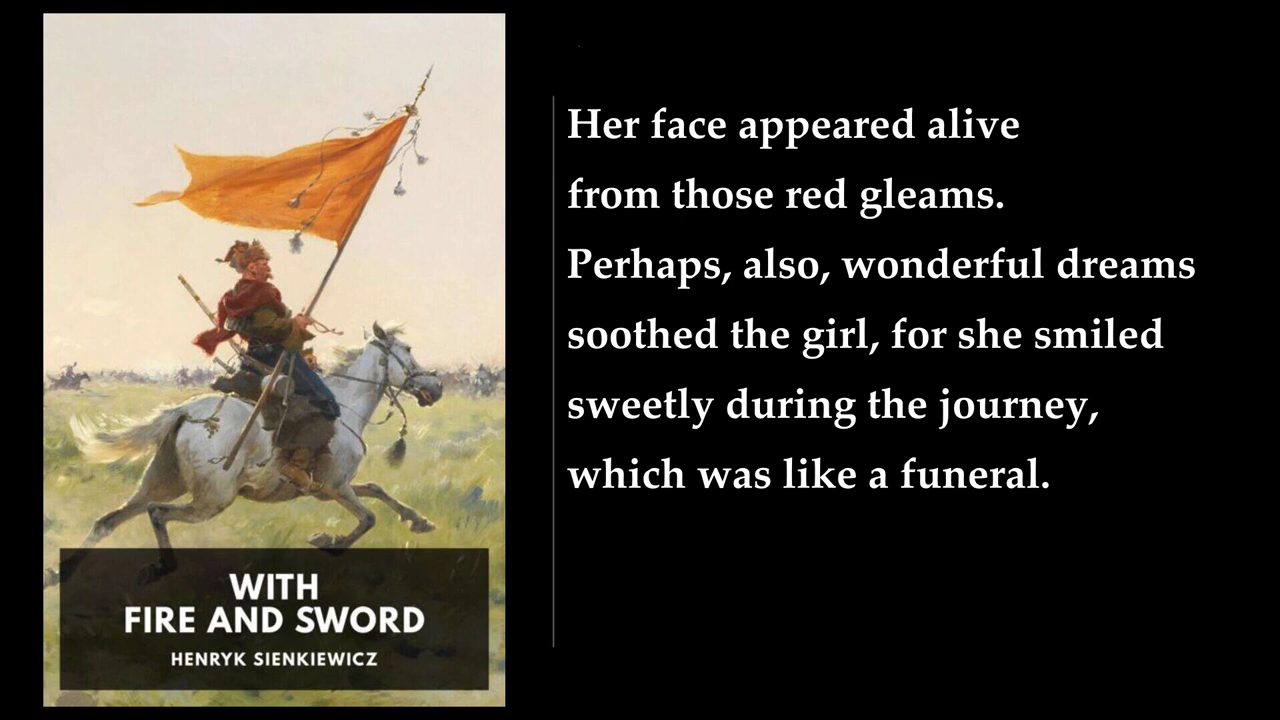 Her face appeared alive
from those red gleams.
Perhaps, also, wonderful dreams
soothed the girl, for she smiled
sweetly during the journey,
which was like a funeral.
WITH
FIRE AND SWORD
HENRYK SIENKIEWICZ